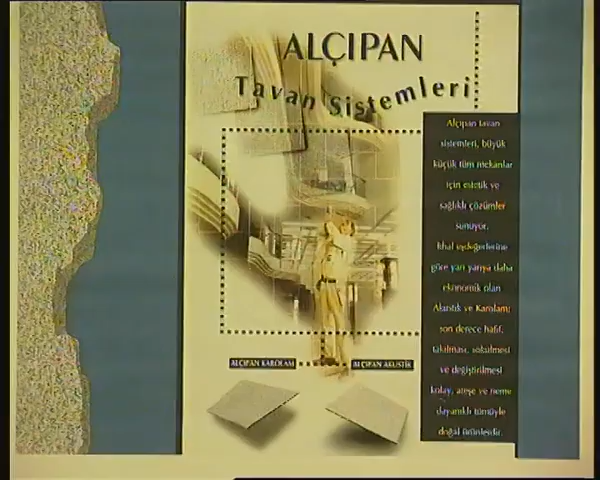 ALÇIPAN
Tavan Sistemleri
Alçıpan tavan
sistemleri, büyük
küçük tüm mekanlar
için estetik ve
sağlıklı çözümler
sunuyor.
İthal eşdeğerlerine
göre yarı yarıya daha
ekonomik olan
Akustik ve Karolam;
son derece hafif,
takılması, sökülmesi
ve değiştirilmesi
kolay, ateşe ve neme
dayanıklı tümüyle
doğal ürünlerdir.
ALÇIPAN KAROLAM
ALÇIPAN AKUSTİK